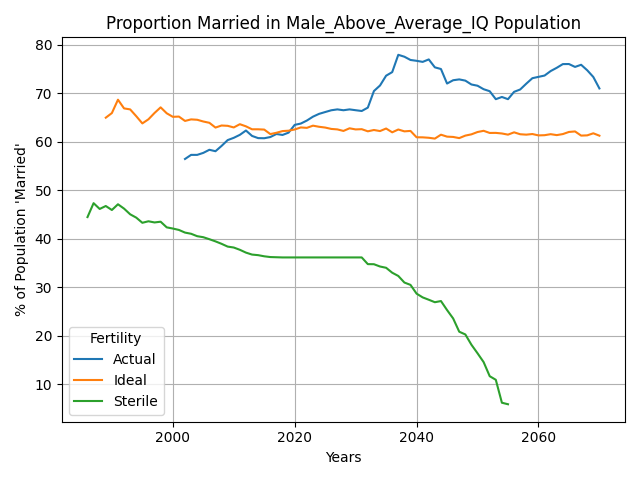 Proportion Married in Male_Above_Average_IQ Population
% of Population 'Married'
80
70
60
50
40
30
20
10
Fertility
Actual
Ideal
Sterile
2000
2020
2040
2060
Years